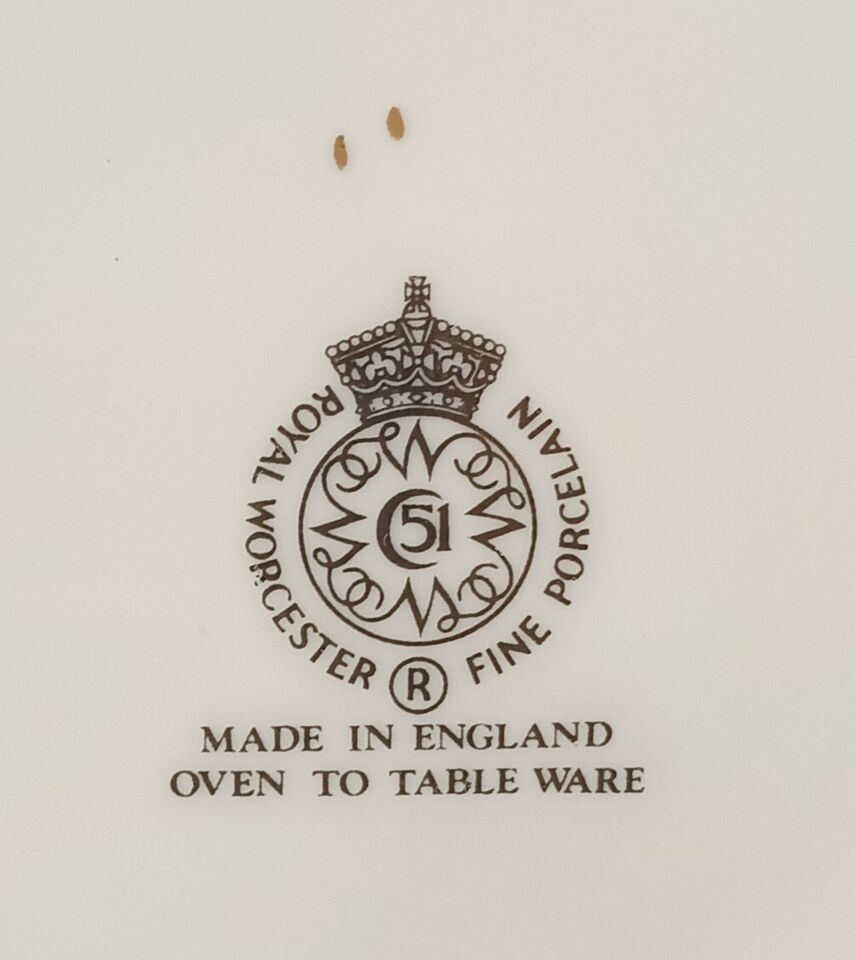 ROYAL WORCESTER ® FINE PORCELAIN
C51
MADE IN ENGLAND
OVEN TO TABLE WARE